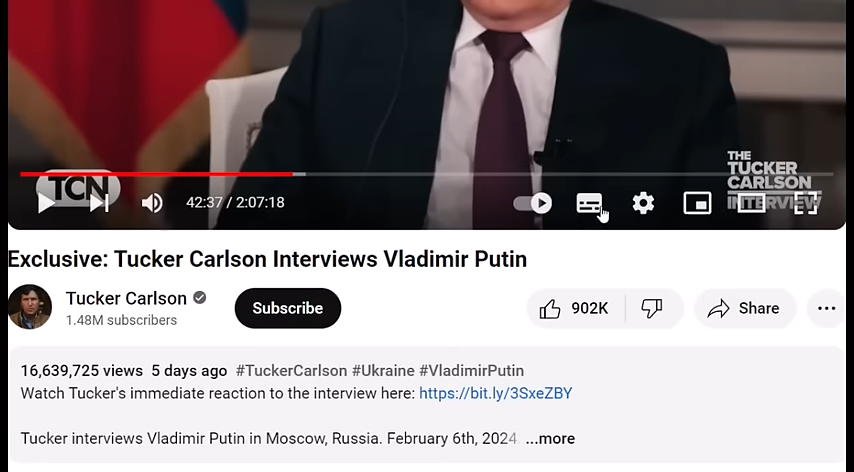 THE
TUCKER
CARLSON
INTERVIEW
TCN
42:37 / 2:07:18
Exclusive: Tucker Carlson Interviews Vladimir Putin
Tucker Carlson
1.48M subscribers
Subscribe
902K
Share
16,639,725 views 5 days ago #TuckerCarlson #Ukraine #VladimirPutin
Watch Tucker's immediate reaction to the interview here: https://bit.ly/3SxeZBY
Tucker interviews Vladimir Putin in Moscow, Russia. February 6th, 2024. ...more